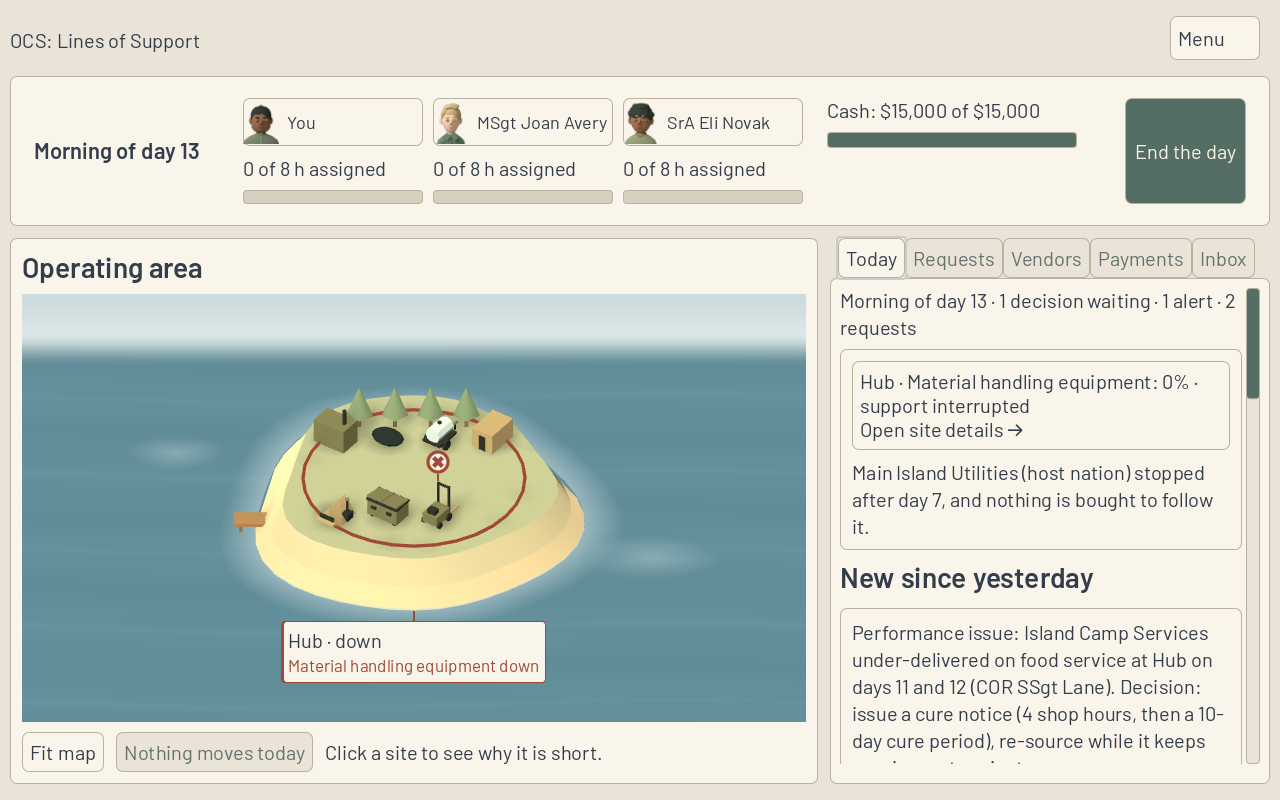 OCS: Lines of Support
Menu
Morning of day 13
You
0 of 8 h assigned
MSgt Joan Avery
0 of 8 h assigned
SrA Eli Novak
0 of 8 h assigned
Cash: $15,000 of $15,000
End the day
Operating area
Hub · down
Material handling equipment down
Fit map
Nothing moves today
Click a site to see why it is short.
Today
Requests
Vendors
Payments
Inbox
Morning of day 13 · 1 decision waiting · 1 alert · 2
requests
Hub · Material handling equipment: 0% ·
support interrupted
Open site details →
Main Island Utilities (host nation) stopped
after day 7, and nothing is bought to follow
it.
New since yesterday
Performance issue: Island Camp Services
under-delivered on food service at Hub on
days 11 and 12 (COR SSgt Lane). Decision:
issue a cure notice (4 shop hours, then a 10-
day cure period), re-source while it keeps